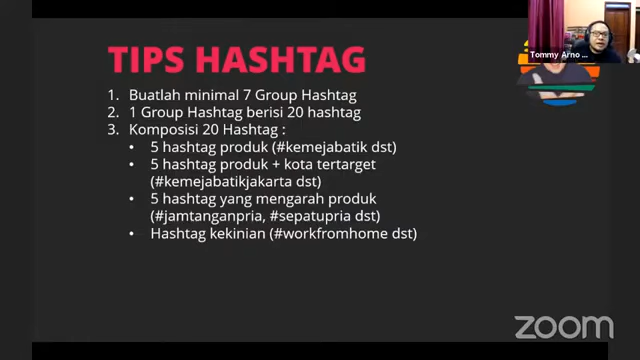 TIPS HASHTAG
1. Buatlah minimal 7 Group Hashtag
2. 1 Group Hashtag berisi 20 hashtag
3. Komposisi 20 Hashtag :
• 5 hashtag produk (#kemejabatik dst)
• 5 hashtag produk + kota tertarget
(#kemejabatikjakarta dst)
• 5 hashtag yang mengarah produk
(#jamtanganpria, #sepatupria dst)
• Hashtag kekinian (#workfromhome dst)
Tommy Arno ...
zoom